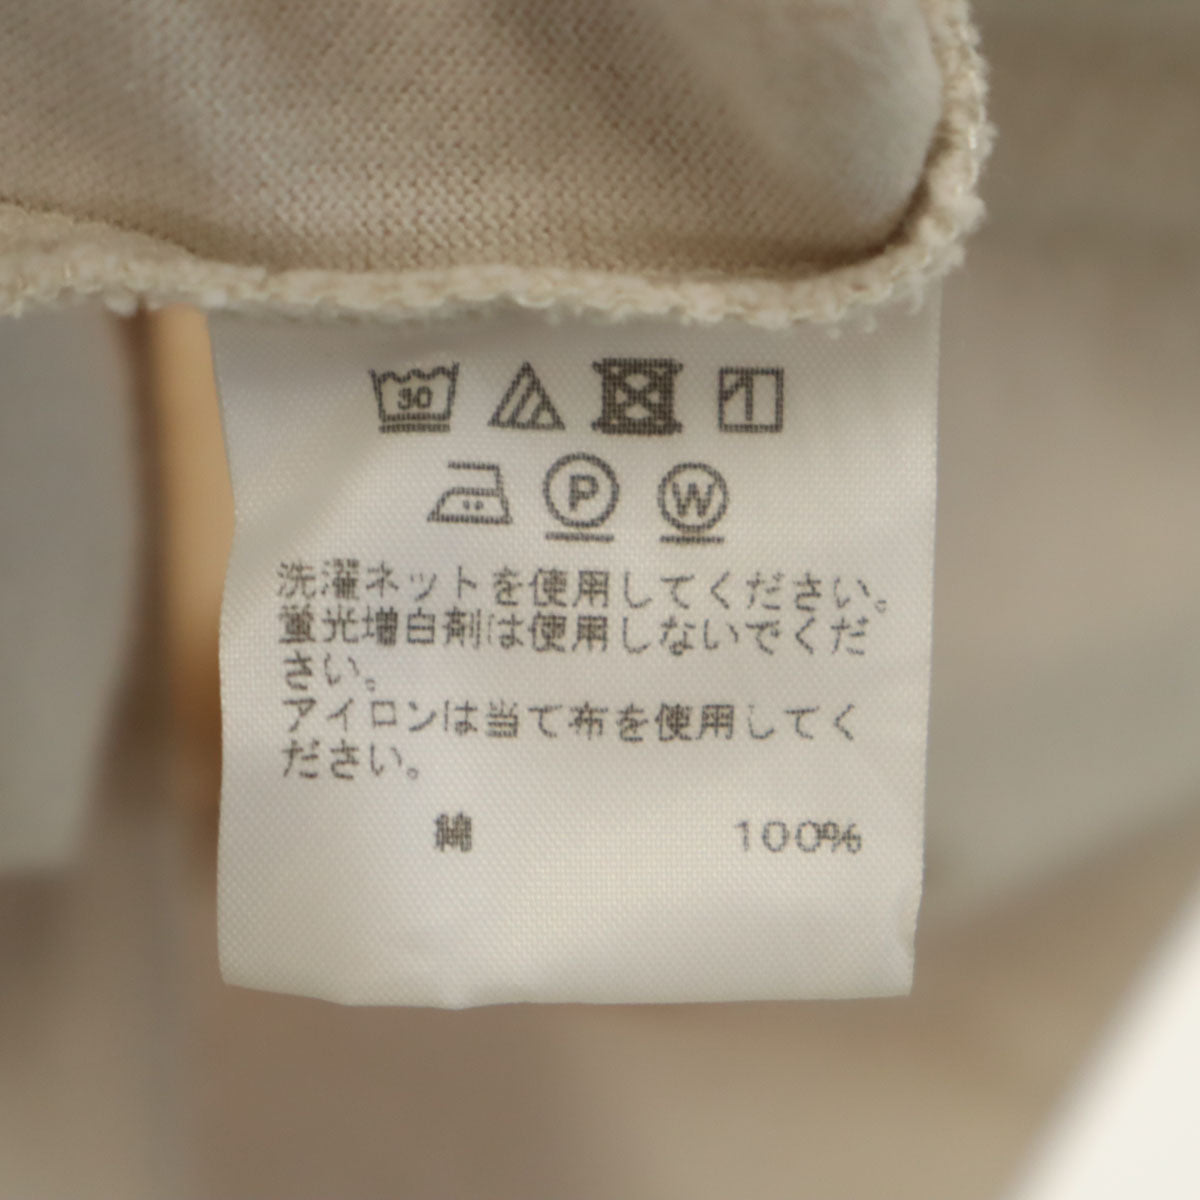 30
P W
洗濯ネットを使用してください。
蛍光増白剤は使用しないでくだ
さい。
アイロンは当て布を使用してく
ださい。
綿 100%